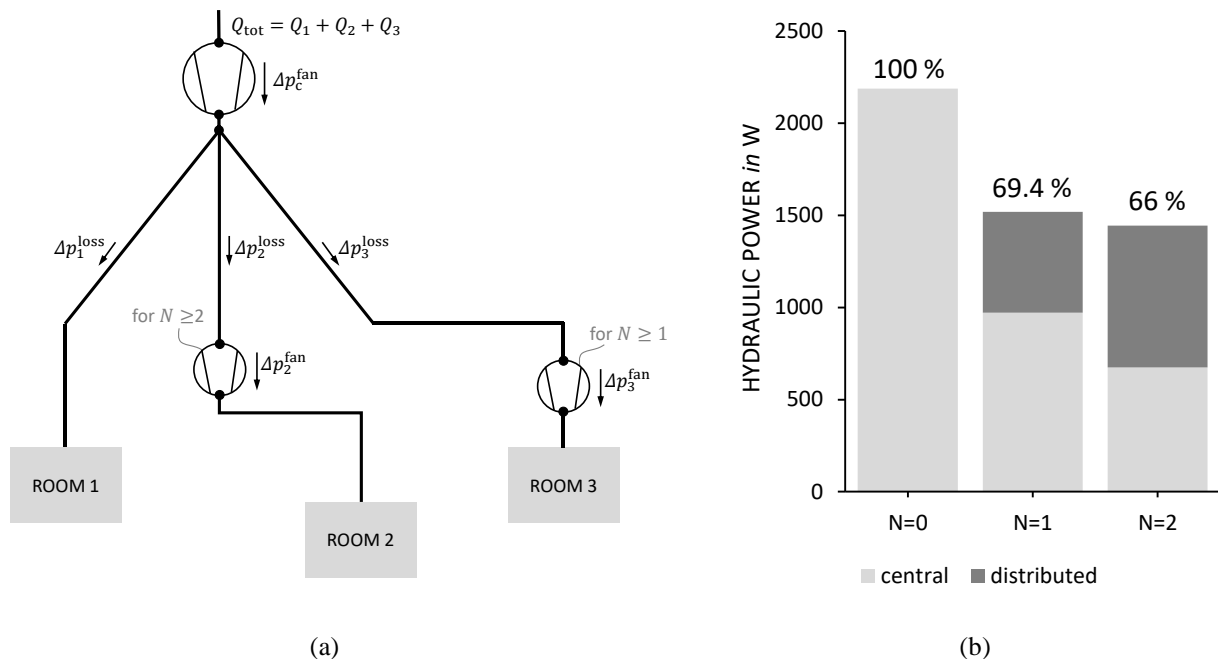 Q_tot = Q_1 + Q_2 + Q_3
Δp_c^fan
Δp_1^loss
Δp_2^loss
Δp_3^loss
for N ≥2
for N ≥ 1
Δp_2^fan
Δp_3^fan
ROOM 1
ROOM 2
ROOM 3
(a)
HYDRAULIC POWER in W
2500
2000
1500
1000
500
0
100 %
69.4 %
66 %
N=0
N=1
N=2
central
distributed
(b)